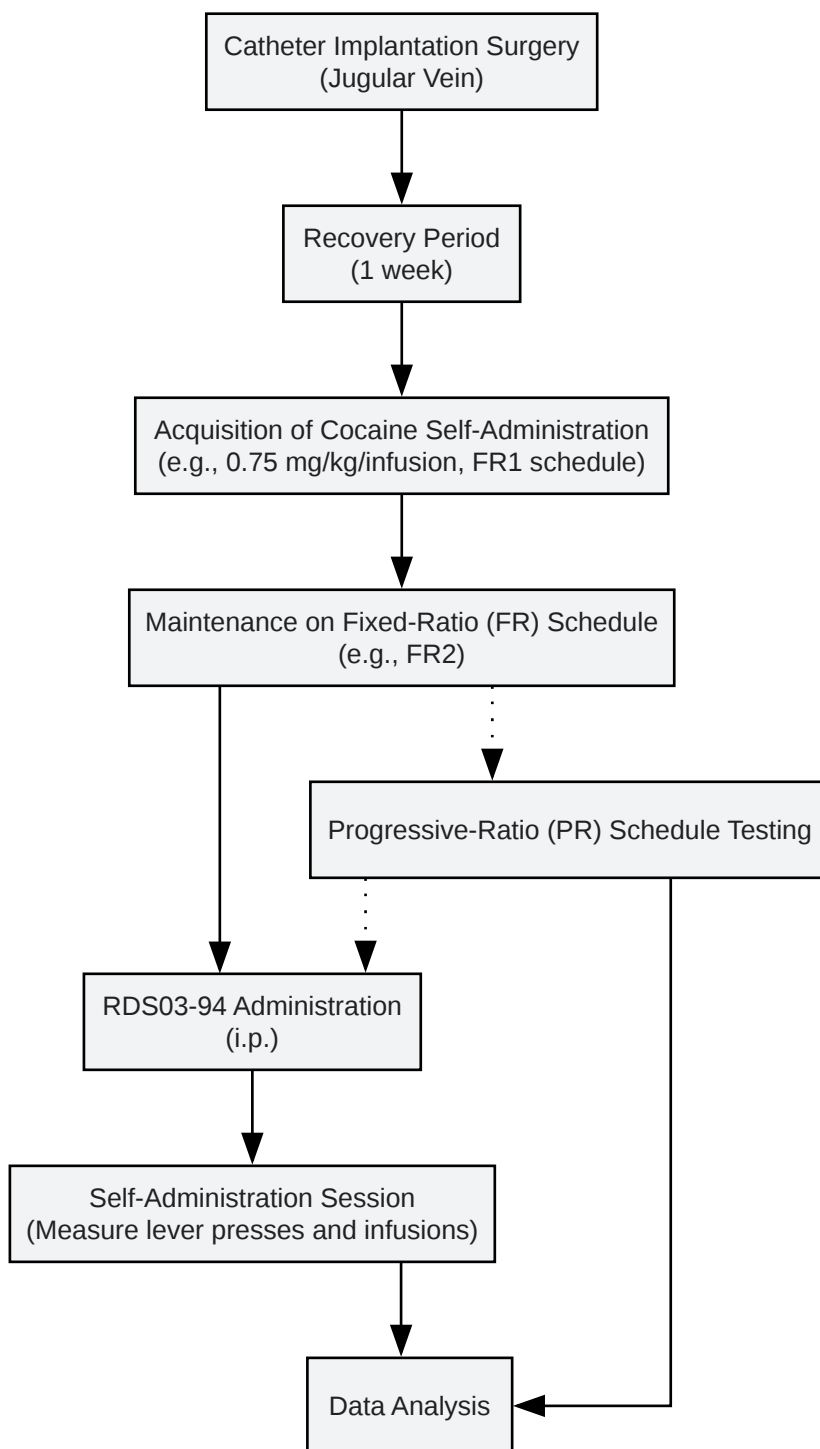 Catheter Implantation Surgery
(Jugular Vein)
Recovery Period
(1 week)
Acquisition of Cocaine Self-Administration
(e.g., 0.75 mg/kg/infusion, FR1 schedule)
Maintenance on Fixed-Ratio (FR) Schedule
(e.g., FR2)
Progressive-Ratio (PR) Schedule Testing
RDS03-94 Administration
(i.p.)
Self-Administration Session
(Measure lever presses and infusions)
Data Analysis